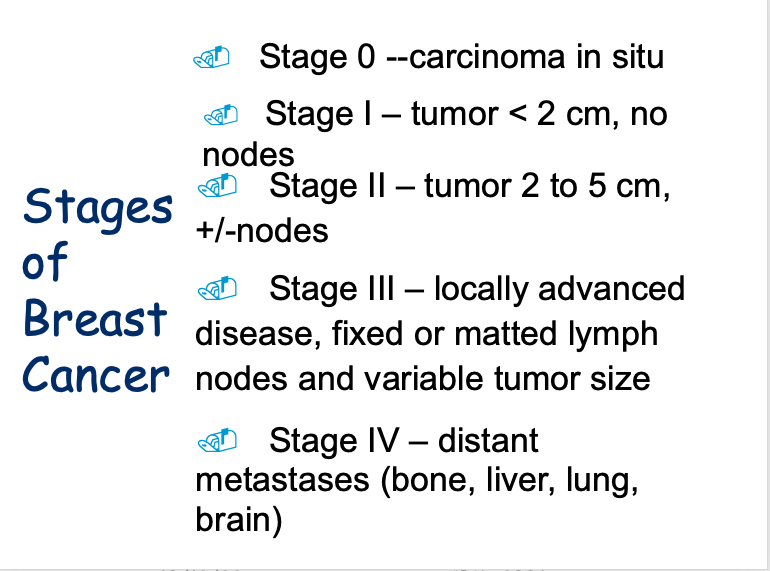 Stages
of
Breast
Cancer
Stage 0 --carcinoma in situ
Stage I – tumor < 2 cm, no
nodes
Stage II – tumor 2 to 5 cm,
+/-nodes
Stage III – locally advanced
disease, fixed or matted lymph
nodes and variable tumor size
Stage IV – distant
metastases (bone, liver, lung,
brain)